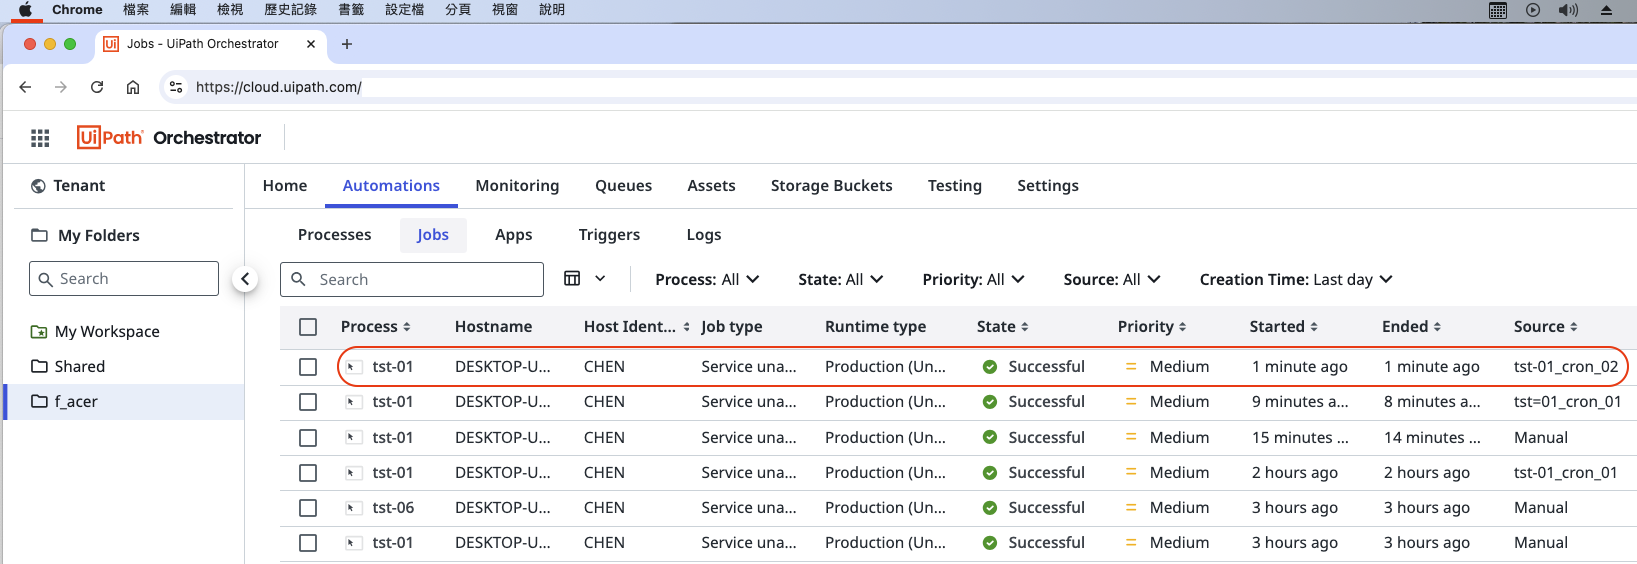 Chrome 檔案 編輯 檢視 歷史記錄 書籤 設定檔 分頁 視窗 說明
Ui Jobs - UiPath Orchestrator
https://cloud.uipath.com/
UiPath Orchestrator
Tenant
Home Automations Monitoring Queues Assets Storage Buckets Testing Settings
My Folders
Processes Jobs Apps Triggers Logs
Search
Search Process: All State: All Priority: All Source: All Creation Time: Last day
Process Hostname Host Ident... Job type Runtime type State Priority Started Ended Source
My Workspace
Shared
f_acer
tst-01 DESKTOP-U... CHEN Service una... Production (Un... Successful Medium 1 minute ago 1 minute ago tst-01_cron_02
tst-01 DESKTOP-U... CHEN Service una... Production (Un... Successful Medium 9 minutes a... 8 minutes a... tst=01_cron_01
tst-01 DESKTOP-U... CHEN Service una... Production (Un... Successful Medium 15 minutes ... 14 minutes ... Manual
tst-01 DESKTOP-U... CHEN Service una... Production (Un... Successful Medium 2 hours ago 2 hours ago tst-01_cron_01
tst-06 DESKTOP-U... CHEN Service una... Production (Un... Successful Medium 3 hours ago 3 hours ago Manual
tst-01 DESKTOP-U... CHEN Service una... Production (Un... Successful Medium 3 hours ago 3 hours ago Manual